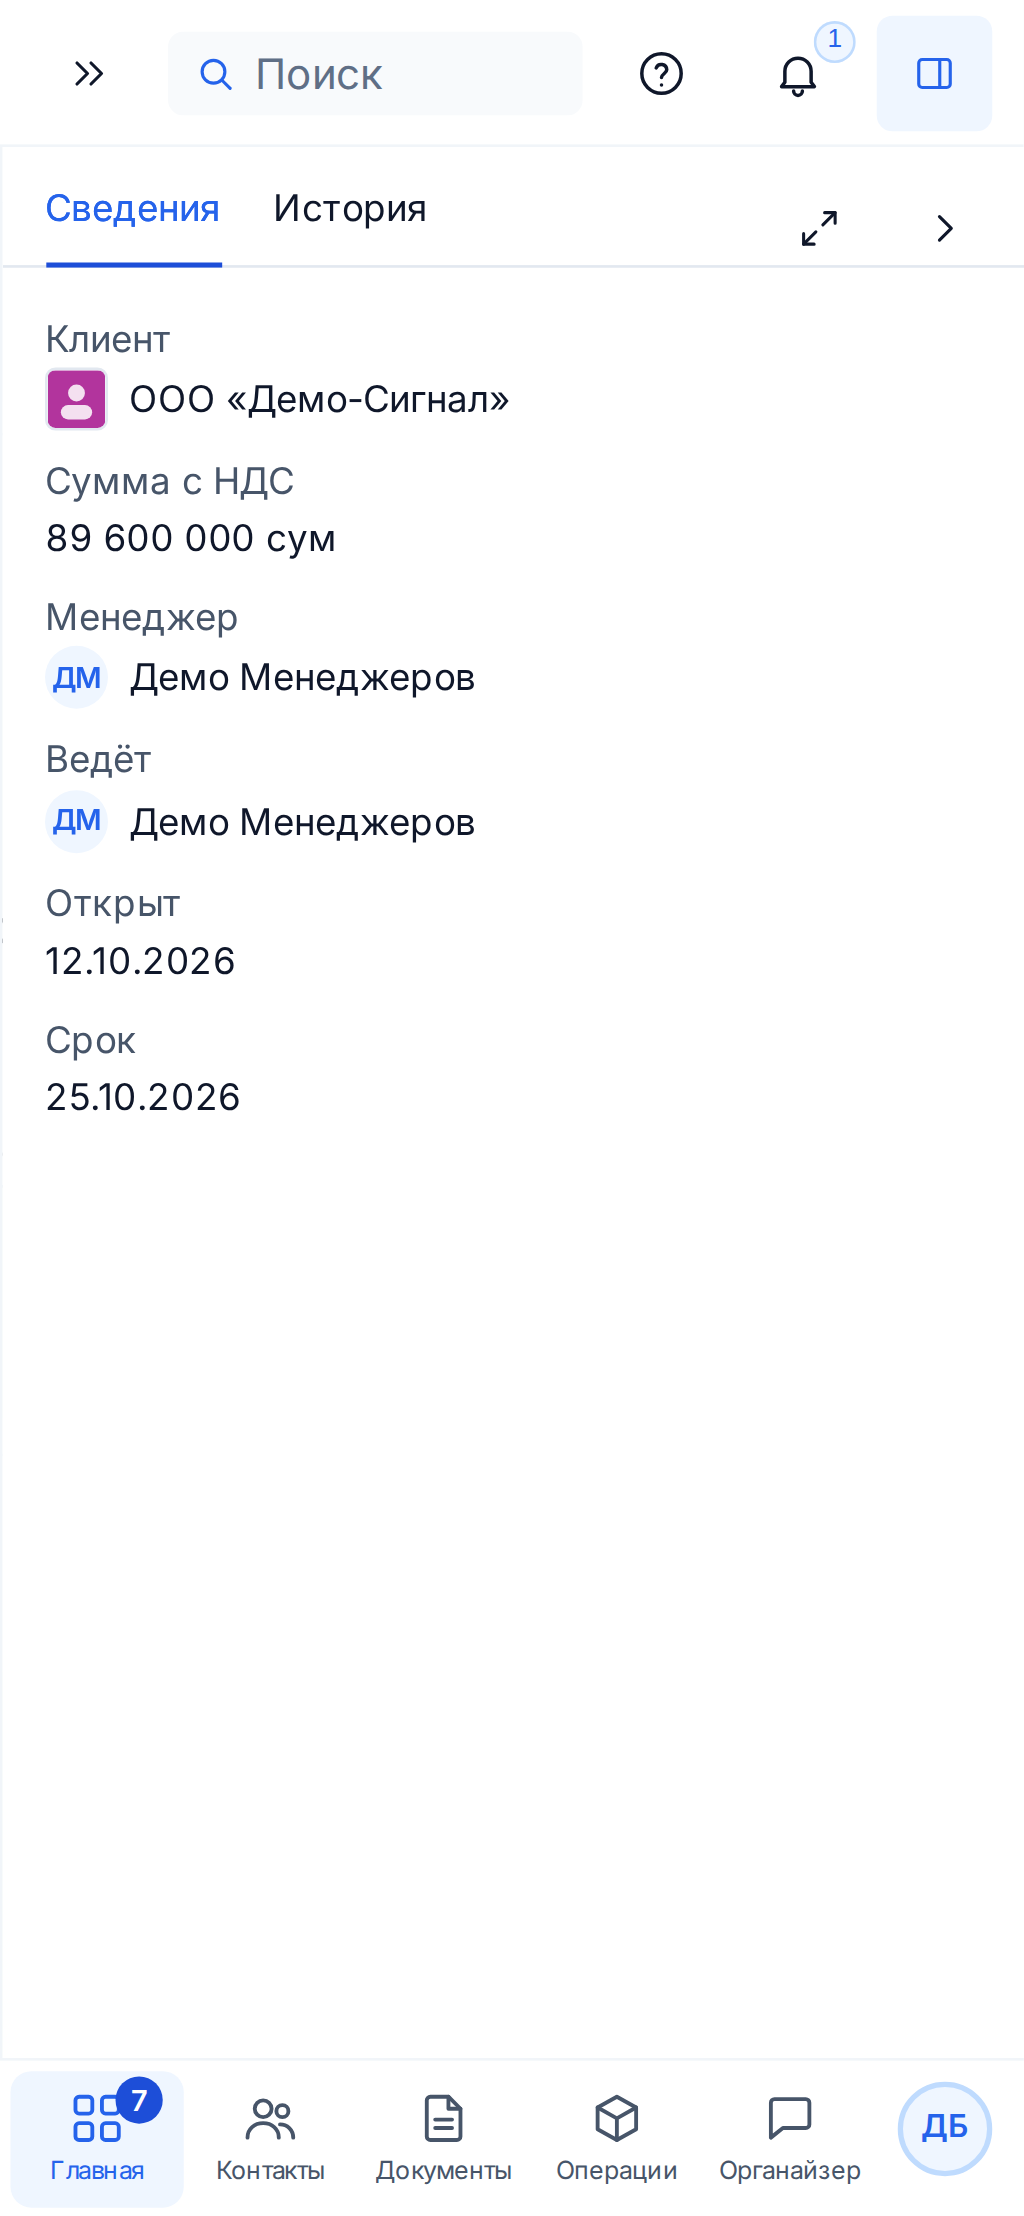 Поиск
1
Сведения
История
Клиент
ООО «Демо-Сигнал»
Сумма с НДС
89 600 000 сум
Менеджер
ДМ Демо Менеджеров
Ведёт
ДМ Демо Менеджеров
Открыт
12.10.2026
Срок
25.10.2026
7
Главная
Контакты
Документы
Операции
Органайзер
ДБ